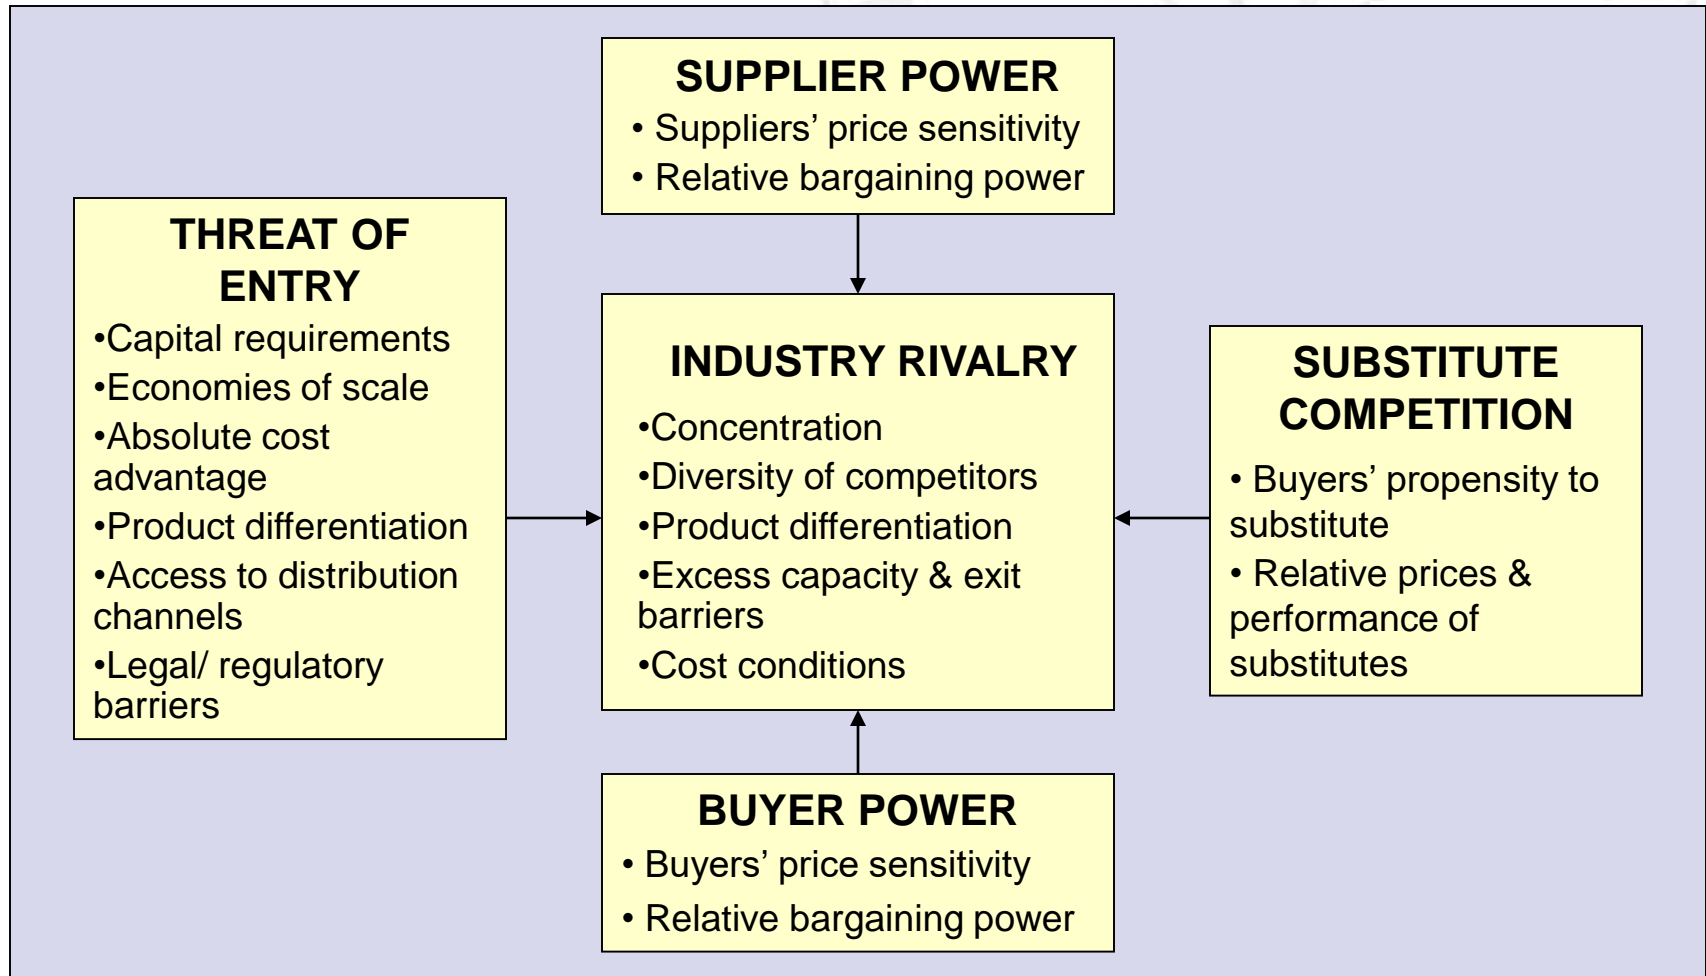 SUPPLIER POWER
• Suppliers’ price sensitivity
• Relative bargaining power
THREAT OF
ENTRY
•Capital requirements
•Economies of scale
•Absolute cost
advantage
•Product differentiation
•Access to distribution
channels
•Legal/ regulatory
barriers
INDUSTRY RIVALRY
•Concentration
•Diversity of competitors
•Product differentiation
•Excess capacity & exit
barriers
•Cost conditions
SUBSTITUTE
COMPETITION
• Buyers’ propensity to
substitute
• Relative prices &
performance of
substitutes
BUYER POWER
• Buyers’ price sensitivity
• Relative bargaining power